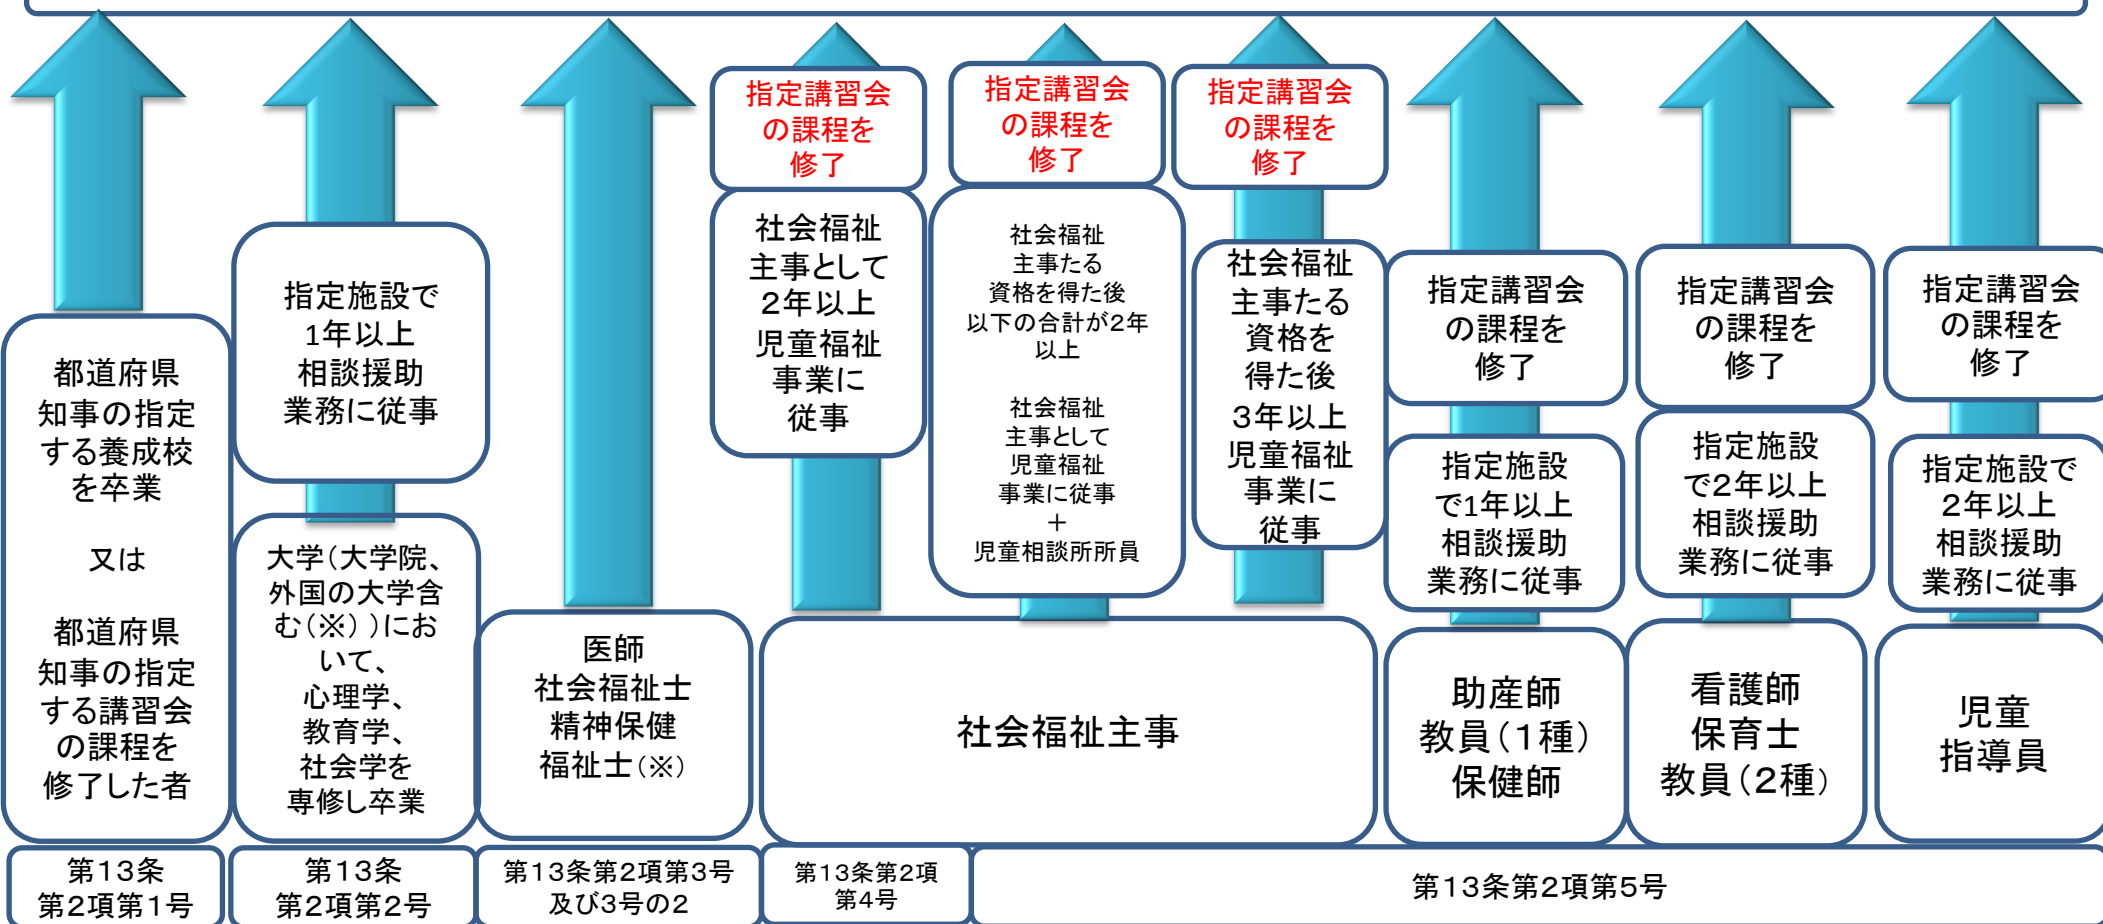 都道府県
知事の指定
する養成校
を卒業
又は
都道府県
知事の指定
する講習会
の課程を
修了した者
第13条
第2項第1号
指定施設で
1年以上
相談援助
業務に従事
大学(大学院、
外国の大学含
む(※))にお
いて、
心理学、
教育学、
社会学を
専修し卒業
第13条
第2項第2号
医師
社会福祉士
精神保健
福祉士(※)
第13条第2項第3号
及び3号の2
指定講習会
の課程を
修了
社会福祉
主事として
2年以上
児童福祉
事業に
従事
指定講習会
の課程を
修了
社会福祉
主事たる
資格を得た後
以下の合計が2年
以上
社会福祉
主事として
児童福祉
事業に従事
+
児童相談所所員
指定講習会
の課程を
修了
社会福祉
主事たる
資格を
得た後
3年以上
児童福祉
事業に
従事
社会福祉主事
第13条第2項
第4号
指定講習会
の課程を
修了
指定施設
で1年以上
相談援助
業務に従事
助産師
教員(1種)
保健師
指定講習会
の課程を
修了
指定施設
で2年以上
相談援助
業務に従事
看護師
保育士
教員(2種)
指定講習会
の課程を
修了
指定施設で
2年以上
相談援助
業務に従事
児童
指導員
第13条第2項第5号